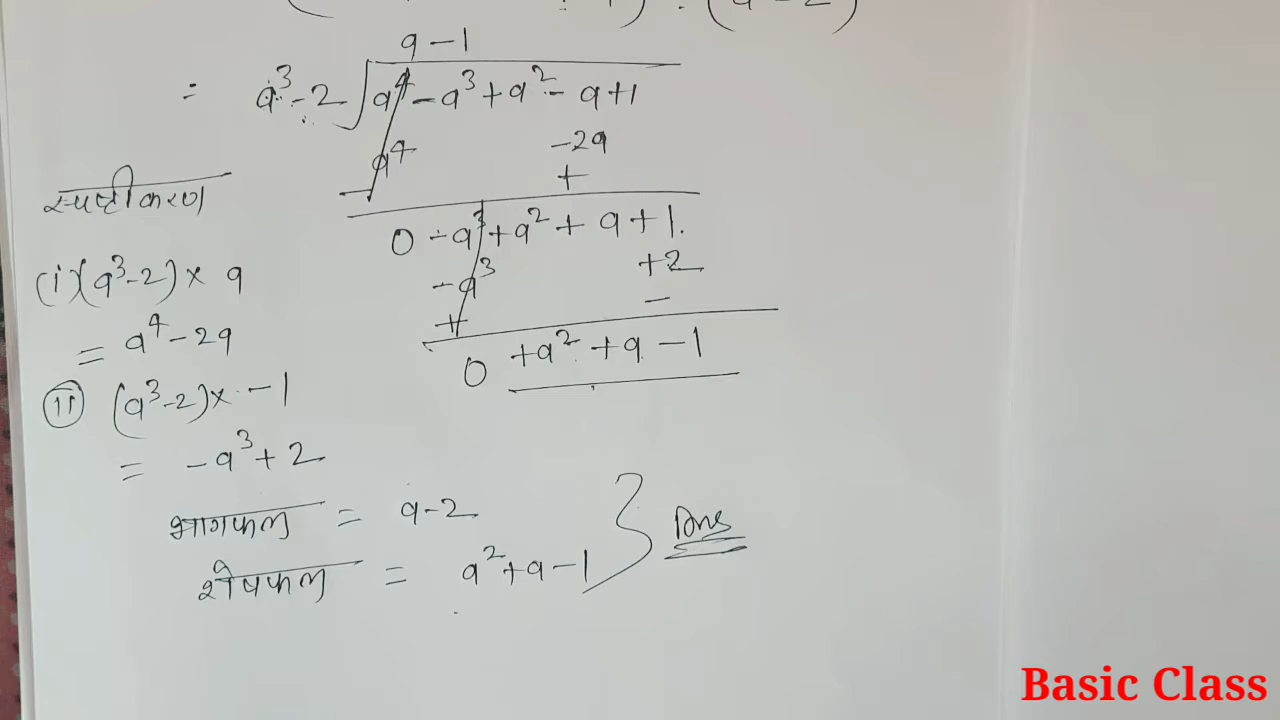 a - 1
= a³ - 2 √ a⁴ - a³ + a² - a + 1
a⁴ - 2a
- +
स्पष्टीकरण
0 - a³ + a² + a + 1
(i) (a³ - 2) × a
- a³ + 2
+ -
= a⁴ - 2a
0 + a² + a - 1
(ii) (a³ - 2) × - 1
= - a³ + 2
भागफल = a - 2
शेषफल = a² + a - 1 } Ans
Basic Class